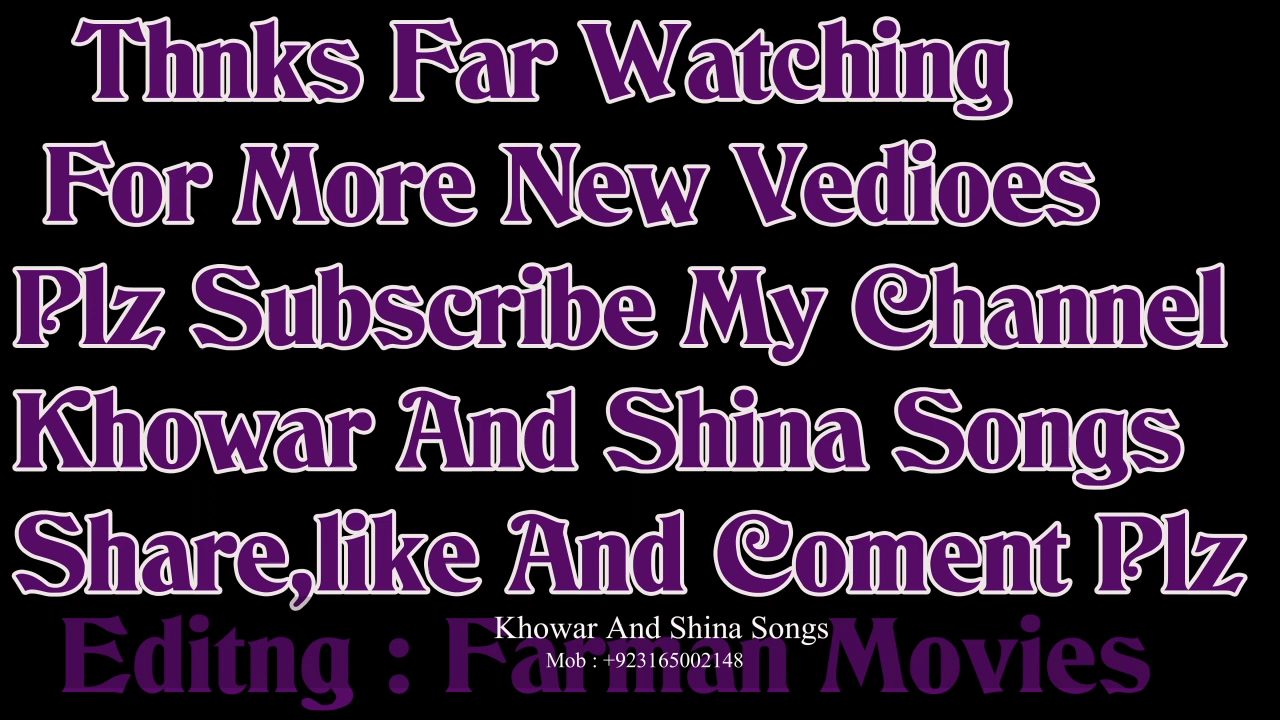 Thnks Far Watching
For More New Vedioes
Plz Subscribe My Channel
Khowar And Shina Songs
Share,like And Coment Plz
Editng : Farman Movies
Khowar And Shina Songs
Mob : +923165002148